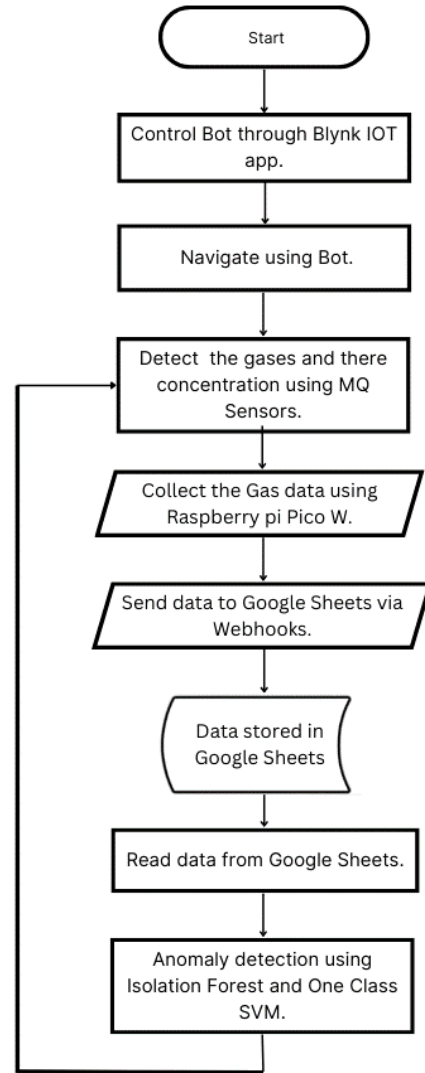 Start
Control Bot through Blynk IOT
app.
Navigate using Bot.
Detect the gases and there
concentration using MQ
Sensors.
Collect the Gas data using
Raspberry pi Pico W.
Send data to Google Sheets via
Webhooks.
Data stored in
Google Sheets
Read data from Google Sheets.
Anomaly detection using
Isolation Forest and One Class
SVM.